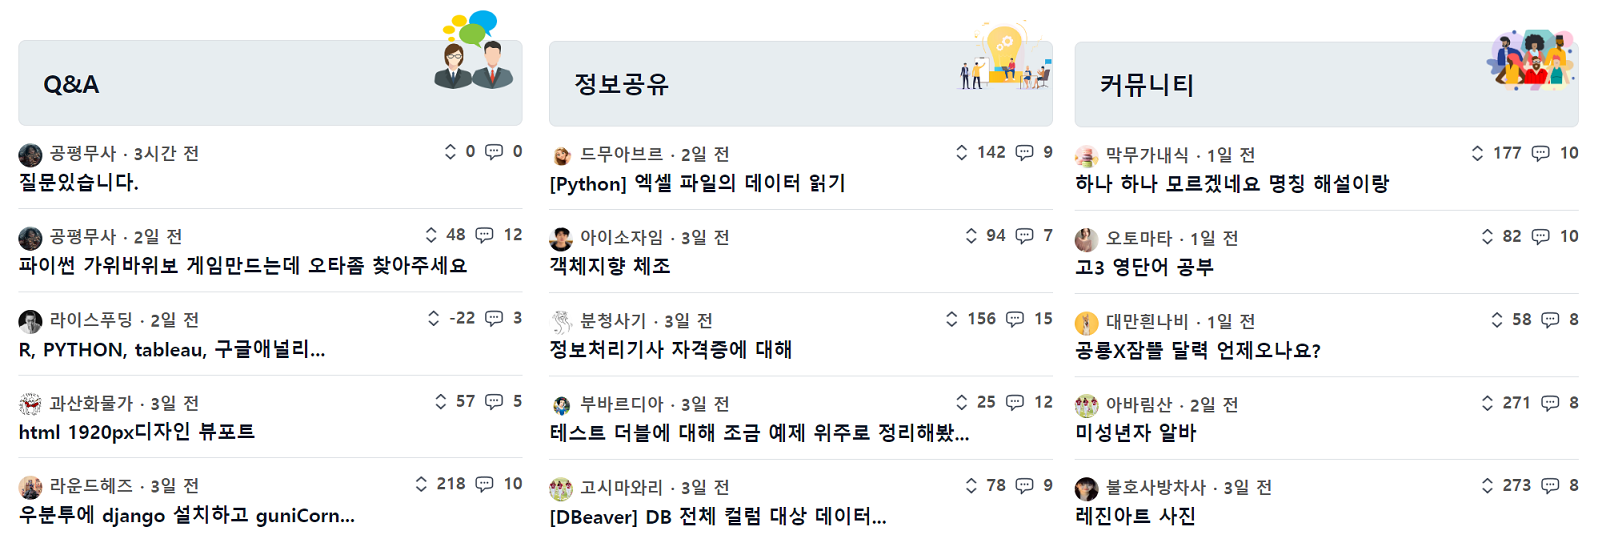 Q&A
공평무사 · 3시간 전 0 0
질문있습니다.
공평무사 · 2일 전 48 12
파이썬 가위바위보 게임만드는데 오타좀 찾아주세요
라이스푸딩 · 2일 전 -22 3
R, PYTHON, tableau, 구글애널리...
과산화물가 · 3일 전 57 5
html 1920px디자인 뷰포트
라운드헤즈 · 3일 전 218 10
우분투에 django 설치하고 guniCorn...
정보공유
드무아브르 · 2일 전 142 9
[Python] 엑셀 파일의 데이터 읽기
아이소자임 · 3일 전 94 7
객체지향 체조
분청사기 · 3일 전 156 15
정보처리기사 자격증에 대해
부바르디아 · 3일 전 25 12
테스트 더블에 대해 조금 예제 위주로 정리해봤...
고시마와리 · 3일 전 78 9
[DBeaver] DB 전체 컬럼 대상 데이터...
커뮤니티
막무가내식 · 1일 전 177 10
하나 하나 모르겠네요 명칭 해설이랑
오토마타 · 1일 전 82 10
고3 영단어 공부
대만흰나비 · 1일 전 58 8
공룡X잠뜰 달력 언제오나요?
아바림산 · 2일 전 271 8
미성년자 알바
불호사방차사 · 3일 전 273 8
레진아트 사진